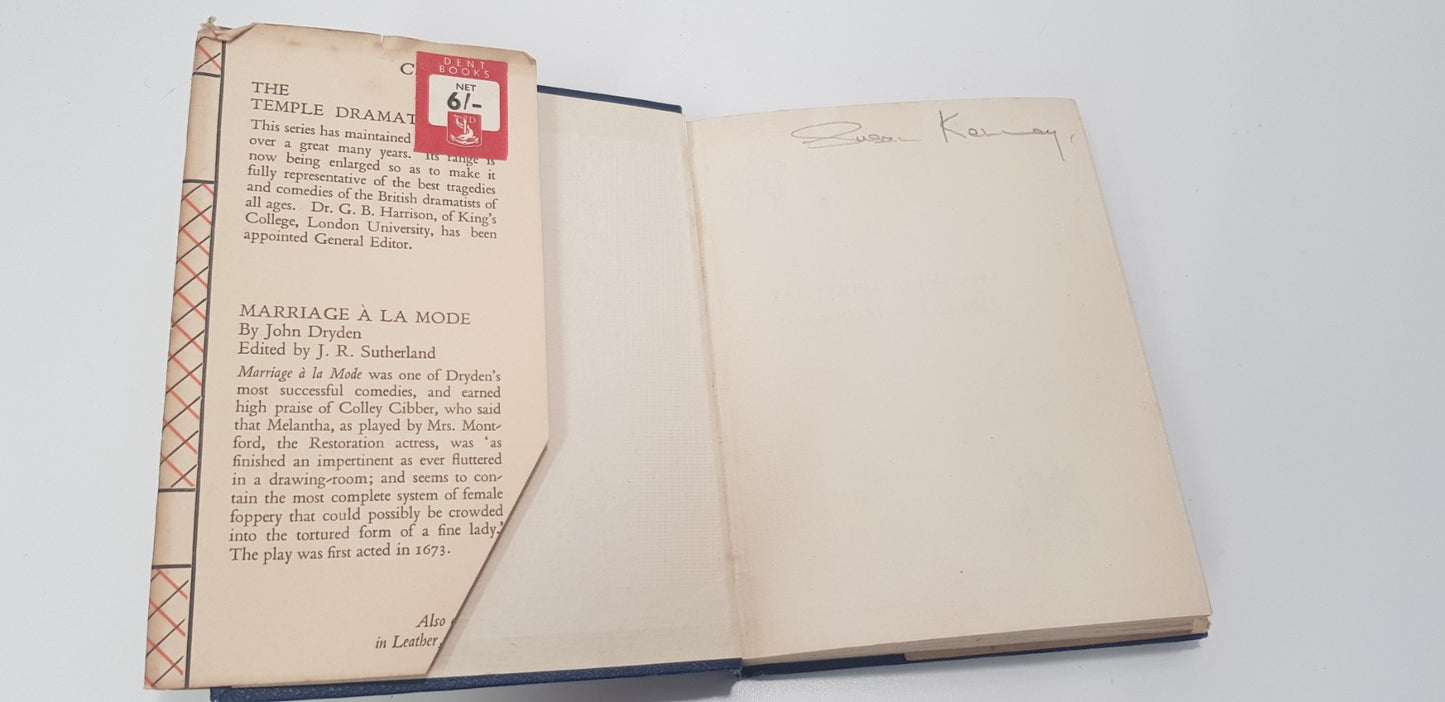 C
DENT
BOOKS
NET
6/-
THE
TEMPLE DRAMAT
This series has maintained
over a great many years. Its range is
now being enlarged so as to make it
fully representative of the best tragedies
and comedies of the British dramatists of
all ages. Dr. G. B. Harrison, of King's
College, London University, has been
appointed General Editor.
MARRIAGE À LA MODE
By John Dryden
Edited by J. R. Sutherland
Marriage à la Mode was one of Dryden's
most successful comedies, and earned
high praise of Colley Cibber, who said
that Melantha, as played by Mrs. Mont-
ford, the Restoration actress, was ‘as
finished an impertinent as ever fluttered
in a drawing-room; and seems to con-
tain the most complete system of female
foppery that could possibly be crowded
into the tortured form of a fine lady.’
The play was first acted in 1673.
Also
in Leather,
Susan